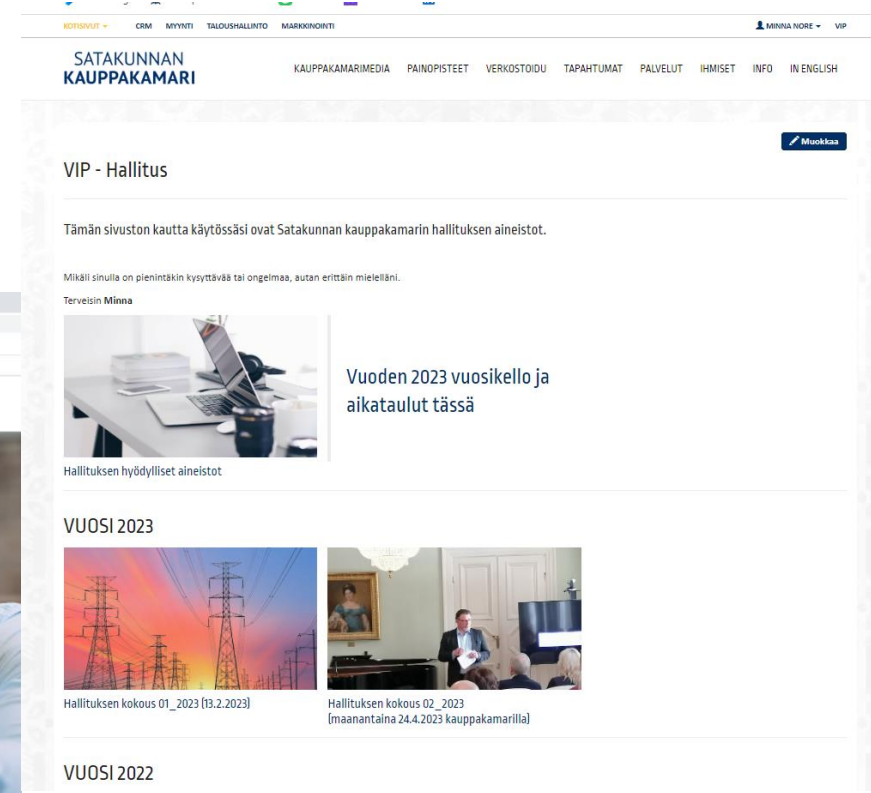 KOTISIVUT CRM MYYNTI TALOUSHALLINTO MARKKINOINTI MINNA NORE VIP
SATAKUNNAN
KAUPPAKAMARI
KAUPPAKAMARIMEDIA PAINOPISTEET VERKOSTOIDU TAPAHTUMAT PALVELUT IHMISET INFO IN ENGLISH
Muokkaa
VIP - Hallitus
Tämän sivuston kautta käytössäsi ovat Satakunnan kauppakamarin hallituksen aineistot.
Mikäli sinulla on pienintäkin kysyttävää tai ongelmaa, autan erittäin mielelläni.
Terveisin Minna
Vuoden 2023 vuosikello ja
aikataulut tässä
Hallituksen hyödylliset aineistot
VUOSI 2023
Hallituksen kokous 01_2023 (13.2.2023)
Hallituksen kokous 02_2023
(maanantaina 24.4.2023 kauppakamarilla)
VUOSI 2022